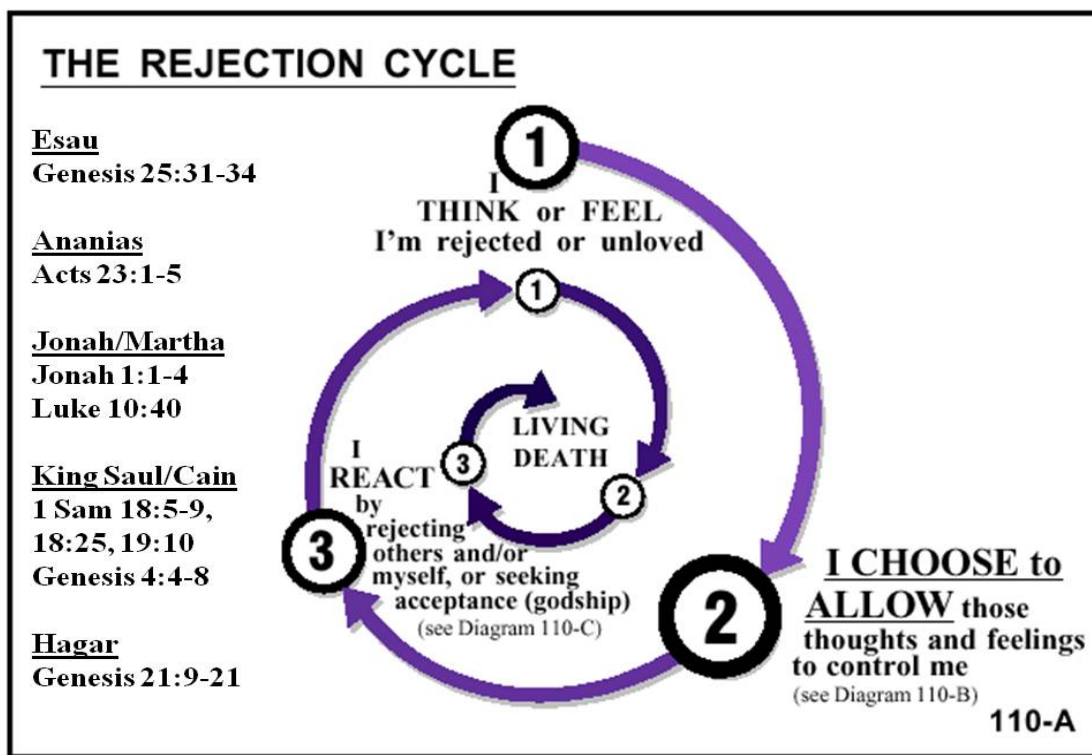 THE REJECTION CYCLE
Esau
Genesis 25:31-34
Ananias
Acts 23:1-5
Jonah/Martha
Jonah 1:1-4
Luke 10:40
King Saul/Cain
1 Sam 18:5-9,
18:25, 19:10
Genesis 4:4-8
Hagar
Genesis 21:9-21
1
I
THINK or FEEL
I'm rejected or unloved
1
LIVING
DEATH
3
2
I
REACT
by
rejecting
others and/or
myself, or seeking
acceptance (godship)
(see Diagram 110-C)
3
2
I CHOOSE to
ALLOW those
thoughts and feelings
to control me
(see Diagram 110-B)
110-A